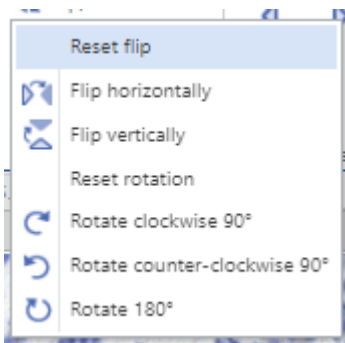 Reset flip
Flip horizontally
Flip vertically
Reset rotation
Rotate clockwise 90°
Rotate counter-clockwise 90°
Rotate 180°